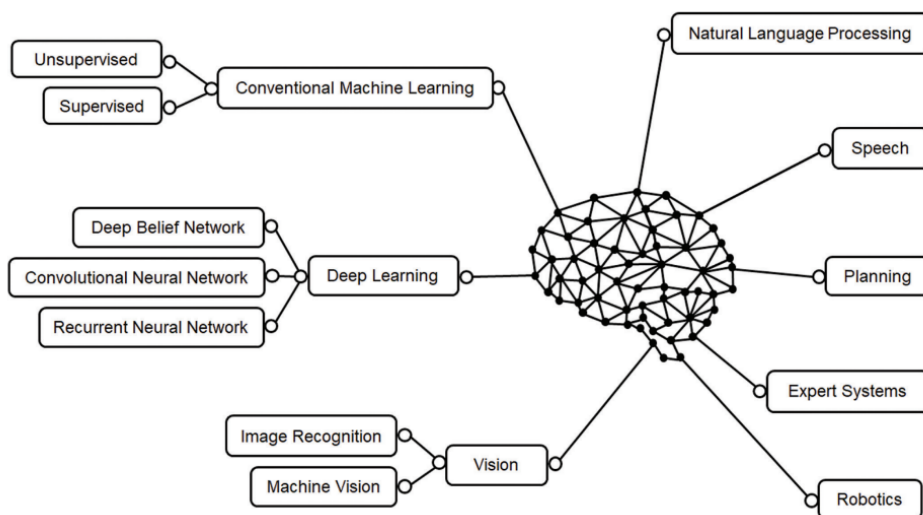 Natural Language Processing
Unsupervised
Conventional Machine Learning
Supervised
Speech
Deep Belief Network
Convolutional Neural Network
Deep Learning
Planning
Recurrent Neural Network
Expert Systems
Image Recognition
Vision
Machine Vision
Robotics